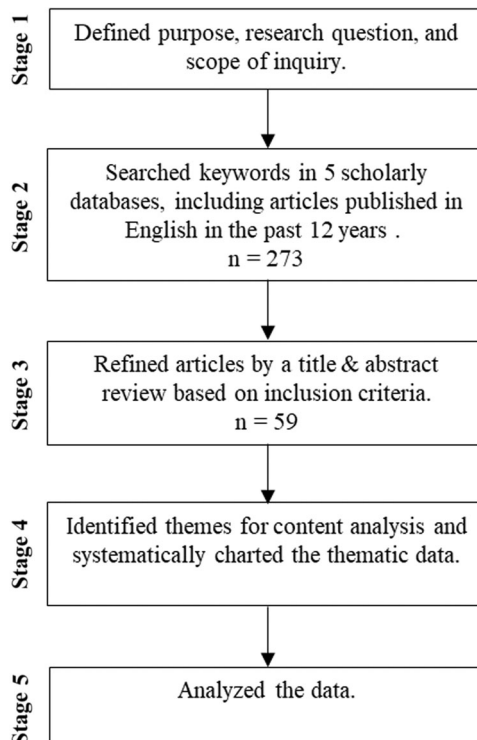 Stage 1
Defined purpose, research question, and
scope of inquiry.
Stage 2
Searched keywords in 5 scholarly
databases, including articles published in
English in the past 12 years .
n = 273
Stage 3
Refined articles by a title & abstract
review based on inclusion criteria.
n = 59
Stage 4
Identified themes for content analysis and
systematically charted the thematic data.
Stage 5
Analyzed the data.